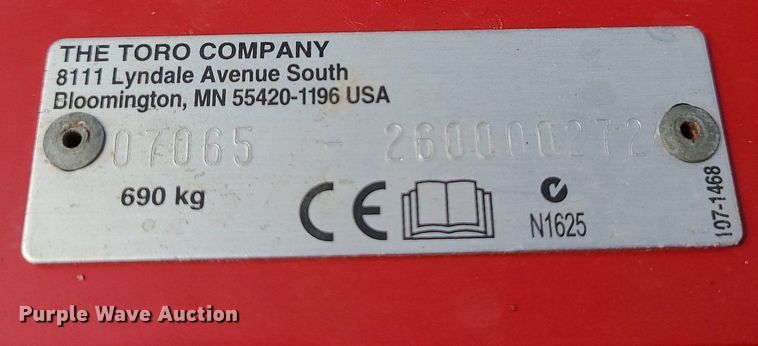 THE TORO COMPANY
8111 Lyndale Avenue South
Bloomington, MN 55420-1196 USA
07065 - 260000272
690 kg
CE
N1625
107-1468
Purple Wave Auction